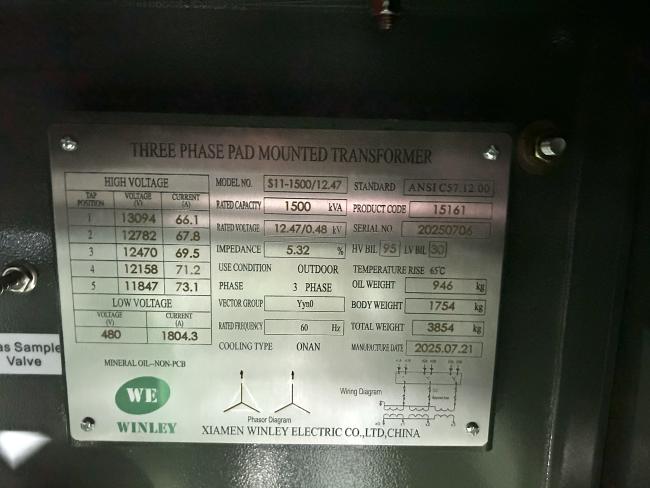 THREE PHASE PAD MOUNTED TRANSFORMER
HIGH VOLTAGE
TAP POSITION VOLTAGE (V) CURRENT (A)
1 13094 66.1
2 12782 67.8
3 12470 69.5
4 12158 71.2
5 11847 73.1
LOW VOLTAGE
VOLTAGE (V) CURRENT (A)
480 1804.3
MODEL NO. S11-1500/12.47 STANDARD ANSI C57.12.00
RATED CAPACITY 1500 kVA PRODUCT CODE 15161
RATED VOLTAGE 12.47/0.48 kV SERIAL NO 20250706
IMPEDANCE 5.32 % HV BIL 95 LV BIL 30
USE CONDITION OUTDOOR TEMPERATURE RISE 65℃
PHASE 3 PHASE OIL WEIGHT 946 kg
VECTOR GROUP Yyn0 BODY WEIGHT 1754 kg
RATED FREQUENCY 60 Hz TOTAL WEIGHT 3854 kg
COOLING TYPE ONAN MANUFACTURE DATE 2025.07.21
MINERAL OIL-NON-PCB
WE
WINLEY
Phasor Diagram
Wiring Diagram
XIAMEN WINLEY ELECTRIC CO.,LTD,CHINA
Sample
Valve